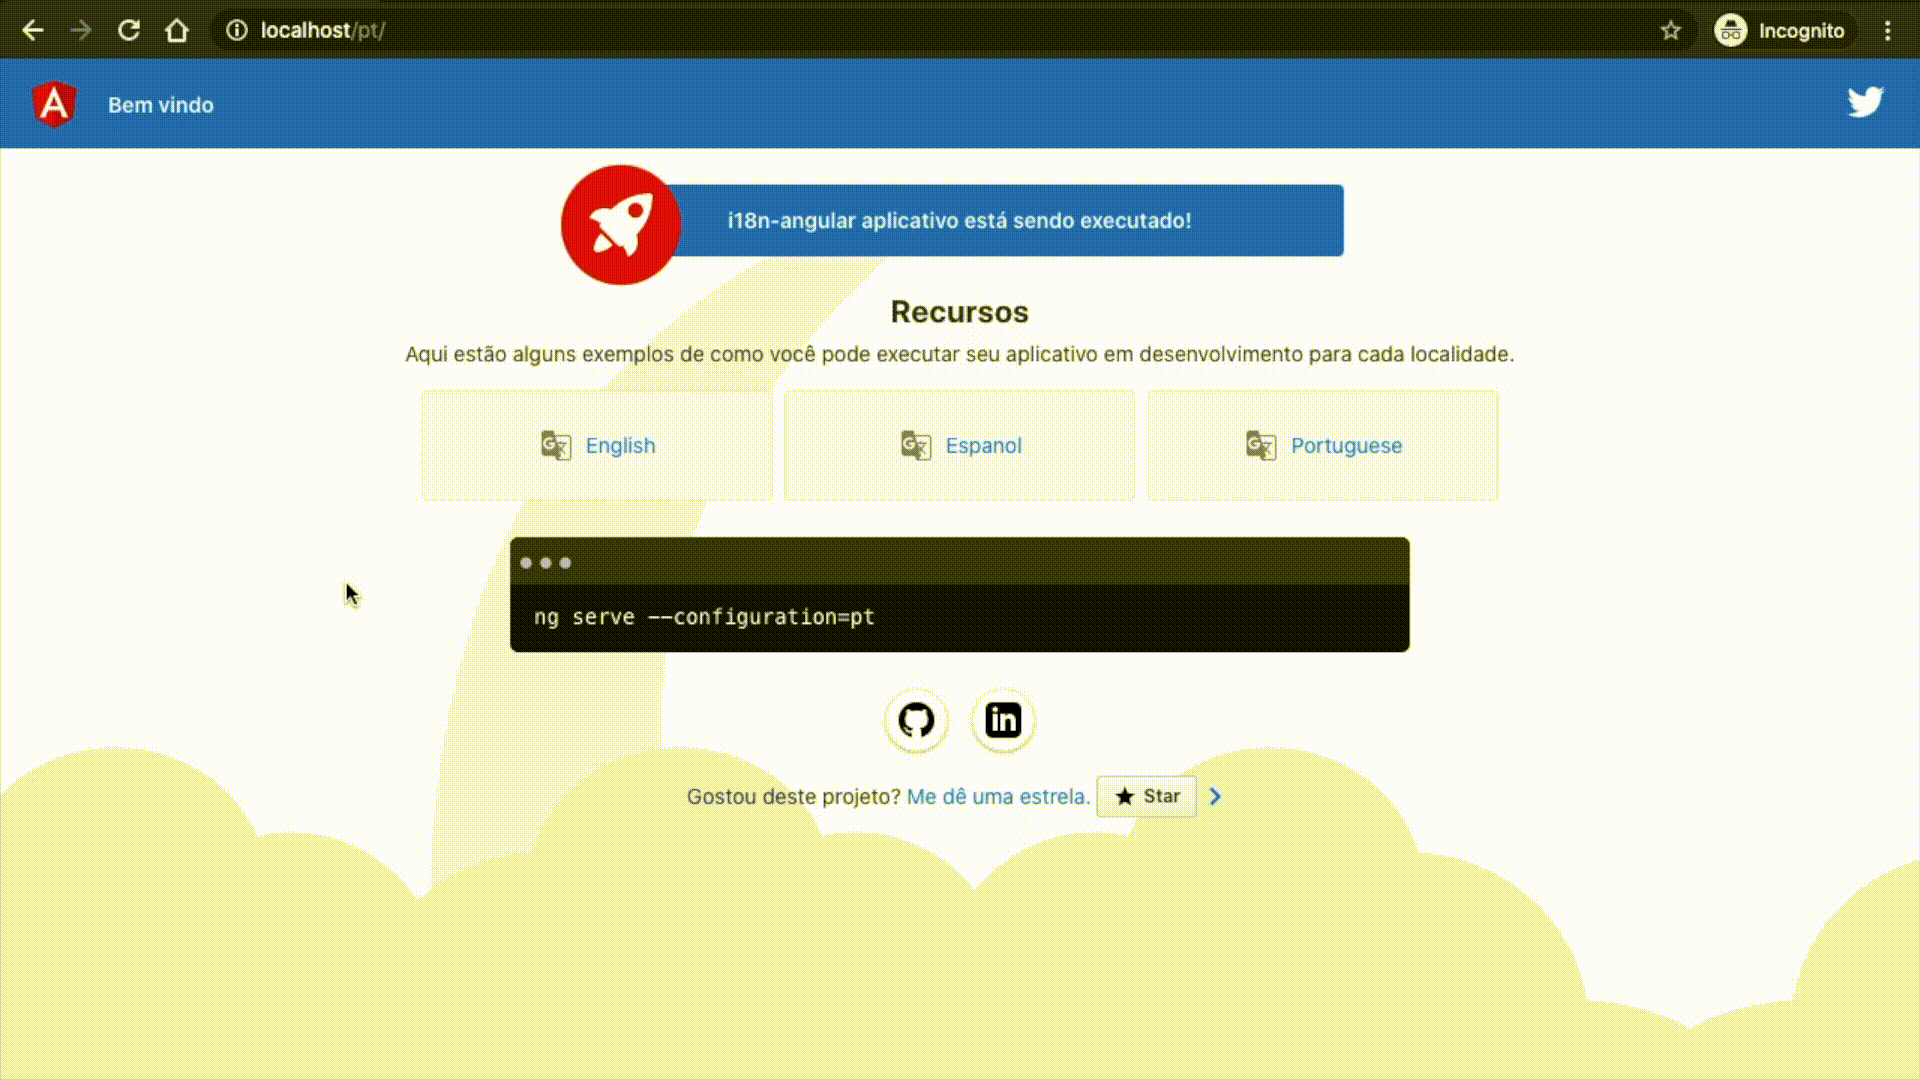 localhost/pt/
Incognito
Bem vindo
i18n-angular aplicativo está sendo executado!
Recursos
Aqui estão alguns exemplos de como você pode executar seu aplicativo em desenvolvimento para cada localidade.
English
Espanol
Portuguese
ng serve --configuration=pt
Gostou deste projeto? Me dê uma estrela. Star